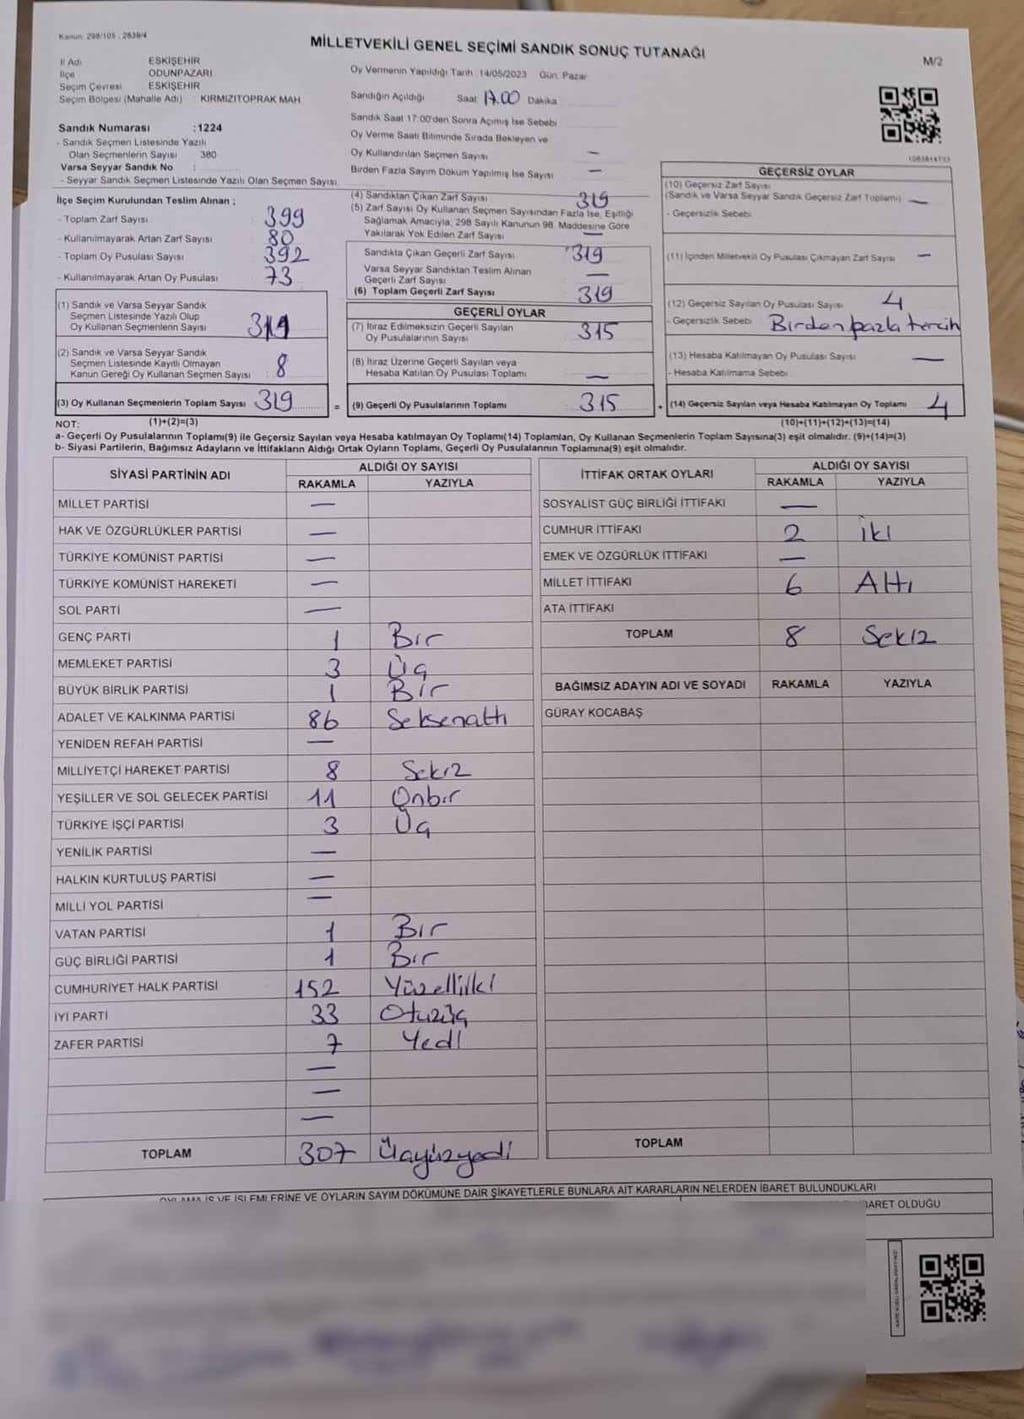 Kanun: 298/105 , 2839/4
MİLLETVEKİLİ GENEL SEÇİMİ SANDIK SONUÇ TUTANAĞI
M/2
İl Adı ESKİŞEHİR
İlçe ODUNPAZARI
Seçim Çevresi ESKİŞEHİR
Seçim Bölgesi (Mahalle Adı) KIRMIZITOPRAK MAH.
Sandık Numarası :1224
- Sandık Seçmen Listesinde Yazılı
Olan Seçmenlerin Sayısı 380
Varsa Seyyar Sandık No :
- Seyyar Sandık Seçmen Listesinde Yazılı Olan Seçmen Sayısı
Oy Vermenin Yapıldığı Tarih :14/05/2023 Gün: Pazar
Sandığın Açıldığı Saat 17.00 Dakika
Sandık Saat 17:00'den Sonra Açımış İse Sebebi
Oy Verme Saati Bitiminde Sırada Bekleyen ve
Oy Kullandırılan Seçmen Sayısı —
Birden Fazla Sayım Döküm Yapılmış İse Sayısı —
İlçe Seçim Kurulundan Teslim Alınan ;
- Toplam Zarf Sayısı 399
- Kullanılmayarak Artan Zarf Sayısı 80
- Toplam Oy Pusulası Sayısı 392
- Kullanılmayarak Artan Oy Pusulası 73
(1) Sandık ve Varsa Seyyar Sandık
Seçmen Listesinde Yazılı Olup
Oy Kullanan Seçmenlerin Sayısı
(2) Sandık ve Varsa Seyyar Sandık
Seçmen Listesinde Kayıtlı Olmayan
Kanun Gereği Oy Kullanan Seçmen Sayısı 8
(3) Oy Kullanan Seçmenlerin Toplam Sayısı 319
(4) Sandıktan Çıkan Zarf Sayısı 319
(5) Zarf Sayısı Oy Kullanan Seçmen Sayısından Fazla İse, Eşitliği
Sağlamak Amacıyla, 298 Sayılı Kanunun 98. Maddesine Göre
Yakılarak Yok Edilen Zarf Sayısı —
Sandıkta Çıkan Geçerli Zarf Sayısı 319
Varsa Seyyar Sandıktan Teslim Alınan
Geçerli Zarf Sayısı —
(6) Toplam Geçerli Zarf Sayısı 319
GEÇERLİ OYLAR
(7) İtiraz Edilmeksizin Geçerli Sayılan
Oy Pusulalarının Sayısı 315
(8) İtiraz Üzerine Geçerli Sayılan veya
Hesaba Katılan Oy Pusulası Toplamı —
= (9) Geçerli Oy Pusulalarının Toplamı 315
GEÇERSİZ OYLAR
(10) Geçersiz Zarf Sayısı
(Sandık ve Varsa Seyyar Sandık Geçersiz Zarf Toplamı) —
- Geçersizlik Sebebi
(11) İçinden Milletvekili Oy Pusulası Çıkmayan Zarf Sayısı —
(12) Geçersiz Sayılan Oy Pusulası Sayısı 4
- Geçersizlik Sebebi Birden fazla tercih
(13) Hesaba Katılmayan Oy Pusulası Sayısı —
- Hesaba Katılmama Sebebi
+ (14) Geçersiz Sayılan veya Hesaba Katılmayan Oy Toplamı 4
NOT: (1)+(2)=(3) (10)+(11)+(12)+(13)=(14)
a- Geçerli Oy Pusulalarının Toplamı(9) ile Geçersiz Sayılan veya Hesaba katılmayan Oy Toplamı(14) Toplamları, Oy Kullanan Seçmenlerin Toplam Sayısına(3) eşit olmalıdır. (9)+(14)=(3)
b- Siyasi Partilerin, Bağımsız Adayların ve İttifakların Aldığı Ortak Oyların Toplamı, Geçerli Oy Pusulalarının Toplamına(9) eşit olmalıdır.
SİYASİ PARTİNİN ADI ALDIĞI OY SAYISI
RAKAMLA YAZIYLA
MİLLET PARTİSİ —
HAK VE ÖZGÜRLÜKLER PARTİSİ —
TÜRKİYE KOMÜNİST PARTİSİ —
TÜRKİYE KOMÜNİST HAREKETİ —
SOL PARTİ —
GENÇ PARTİ 1 Bir
MEMLEKET PARTİSİ 3 Üç
BÜYÜK BİRLİK PARTİSİ 1 Bir
ADALET VE KALKINMA PARTİSİ 86 Seksenaltı
YENİDEN REFAH PARTİSİ —
MİLLİYETÇİ HAREKET PARTİSİ 8 Sekiz
YEŞİLLER VE SOL GELECEK PARTİSİ 11 Onbir
TÜRKİYE İŞÇİ PARTİSİ 3 Üç
YENİLİK PARTİSİ —
HALKIN KURTULUŞ PARTİSİ —
MİLLİ YOL PARTİSİ —
VATAN PARTİSİ 1 Bir
GÜÇ BİRLİĞİ PARTİSİ 1 Bir
CUMHURİYET HALK PARTİSİ 152 Yüzelliiki
İYİ PARTİ 33 Otuzüç
ZAFER PARTİSİ 7 Yedi
—
—
—
TOPLAM 307 Üçyüzyedi
İTTİFAK ORTAK OYLARI ALDIĞI OY SAYISI
RAKAMLA YAZIYLA
SOSYALİST GÜÇ BİRLİĞİ İTTİFAKI —
CUMHUR İTTİFAKI 2 İki
EMEK VE ÖZGÜRLÜK İTTİFAKI —
MİLLET İTTİFAKI 6 Altı
ATA İTTİFAKI
TOPLAM 8 Sekiz
BAĞIMSIZ ADAYIN ADI VE SOYADI RAKAMLA YAZIYLA
GÜRAY KOCABAŞ
TOPLAM
OYLAMA İŞ VE İŞLEMLERİNE VE OYLARIN SAYIM DÖKÜMÜNE DAİR ŞİKAYETLERLE BUNLARA AİT KARARLARIN NELERDEN İBARET BULUNDUKLARI
İBARET OLDUĞU